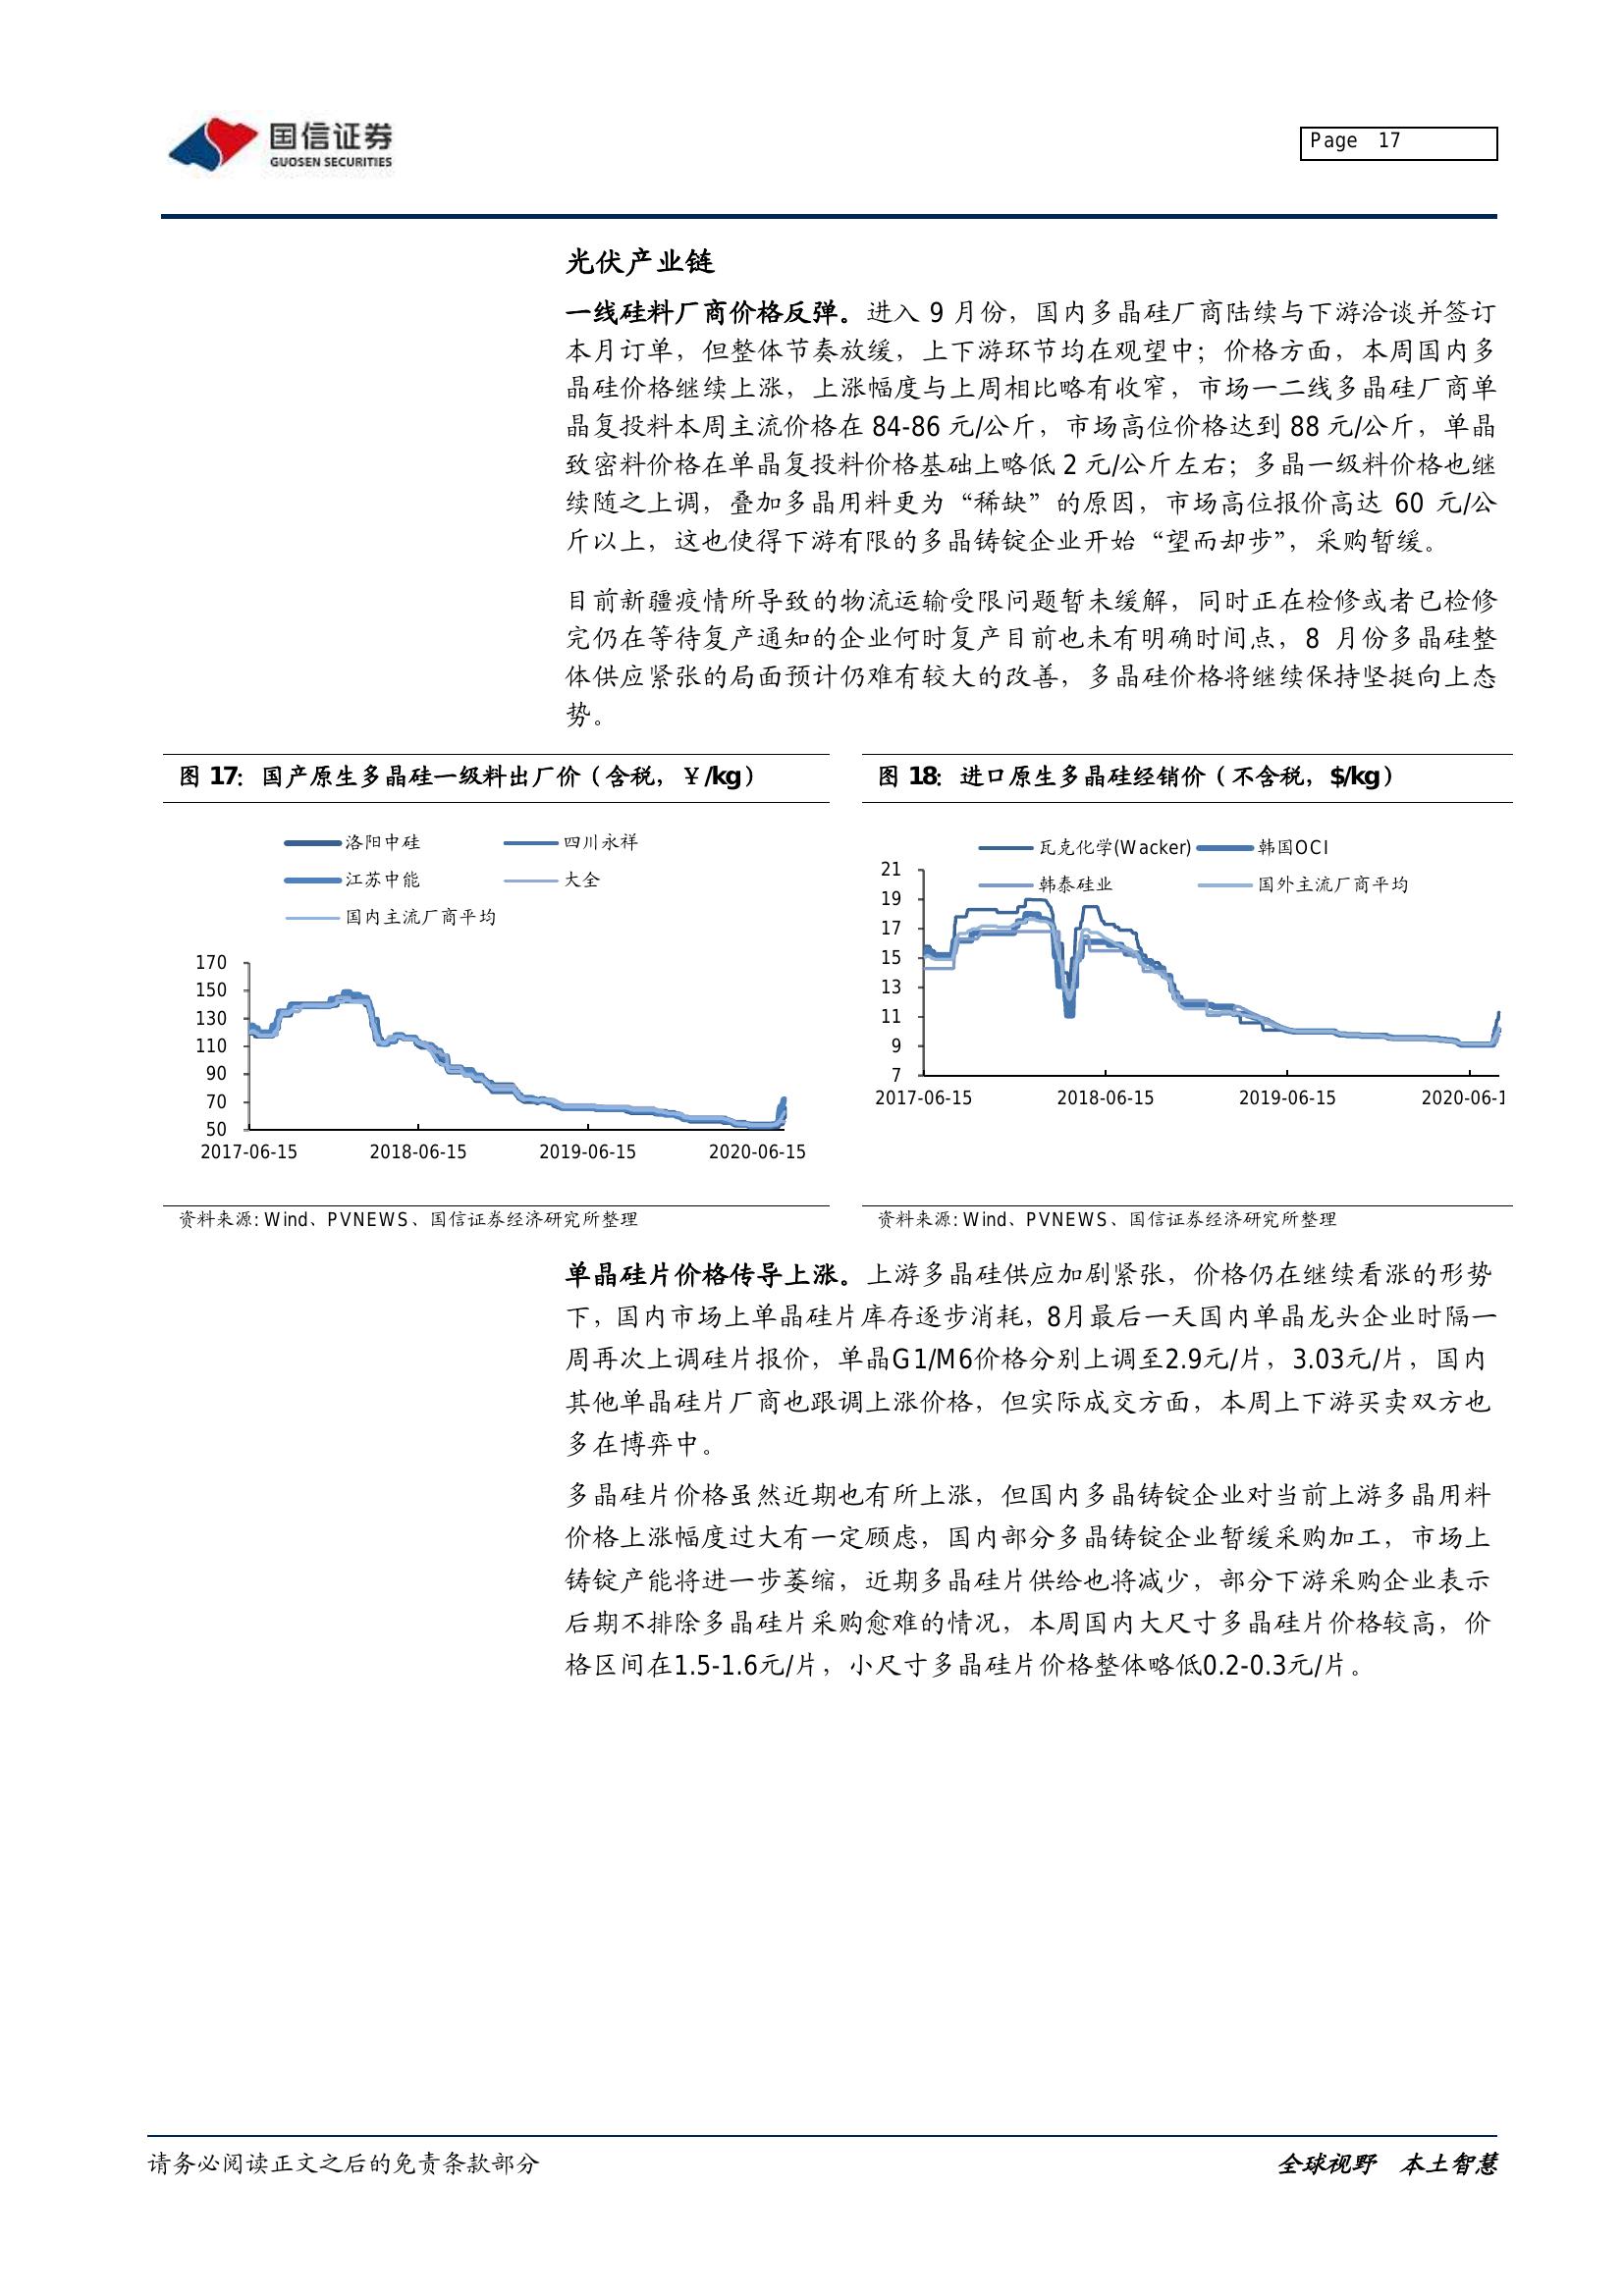 国信证券
GUOSEN SECURITIES
Page 17
光伏产业链
一线硅料厂商价格反弹。进入 9 月份，国内多晶硅厂商陆续与下游洽谈并签订
本月订单，但整体节奏放缓，上下游环节均在观望中；价格方面，本周国内多
晶硅价格继续上涨，上涨幅度与上周相比略有收窄，市场一二线多晶硅厂商单
晶复投料本周主流价格在 84-86 元/公斤，市场高位价格达到 88 元/公斤，单晶
致密料价格在单晶复投料价格基础上略低 2 元/公斤左右；多晶一级料价格也继
续随之上调，叠加多晶用料更为“稀缺”的原因，市场高位报价高达 60 元/公
斤以上，这也使得下游有限的多晶铸锭企业开始“望而却步”，采购暂缓。
目前新疆疫情所导致的物流运输受限问题暂未缓解，同时正在检修或者已检修
完仍在等待复产通知的企业何时复产目前也未有明确时间点，8 月份多晶硅整
体供应紧张的局面预计仍难有较大的改善，多晶硅价格将继续保持坚挺向上态
势。
图 17：国产原生多晶硅一级料出厂价（含税，￥/kg）
洛阳中硅
四川永祥
江苏中能
大全
国内主流厂商平均
170
150
130
110
90
70
50
2017-06-15
2018-06-15
2019-06-15
2020-06-15
资料来源: Wind、PVNEWS、国信证券经济研究所整理
图 18：进口原生多晶硅经销价（不含税，$/kg）
瓦克化学(Wacker)
韩国OCI
韩泰硅业
国外主流厂商平均
21
19
17
15
13
11
9
7
2017-06-15
2018-06-15
2019-06-15
2020-06-1
资料来源: Wind、PVNEWS、国信证券经济研究所整理
单晶硅片价格传导上涨。上游多晶硅供应加剧紧张，价格仍在继续看涨的形势
下，国内市场上单晶硅片库存逐步消耗，8月最后一天国内单晶龙头企业时隔一
周再次上调硅片报价，单晶G1/M6价格分别上调至2.9元/片，3.03元/片，国内
其他单晶硅片厂商也跟调上涨价格，但实际成交方面，本周上下游买卖双方也
多在博弈中。
多晶硅片价格虽然近期也有所上涨，但国内多晶铸锭企业对当前上游多晶用料
价格上涨幅度过大有一定顾虑，国内部分多晶铸锭企业暂缓采购加工，市场上
铸锭产能将进一步萎缩，近期多晶硅片供给也将减少，部分下游采购企业表示
后期不排除多晶硅片采购愈难的情况，本周国内大尺寸多晶硅片价格较高，价
格区间在1.5-1.6元/片，小尺寸多晶硅片价格整体略低0.2-0.3元/片。
请务必阅读正文之后的免责条款部分
全球视野 本土智慧